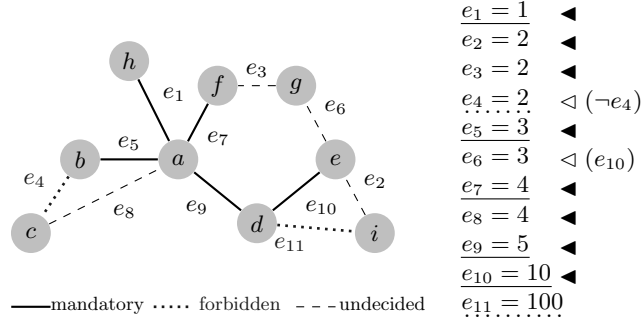 h
e₁
f
e₃
g
e₆
e₇
e₅
b
a
e
e₄
e₈
e₂
e₉
e₁₀
c
d
i
e₁₁
mandatory
forbidden
undecided
e₁ = 1 ◀
e₂ = 2 ◀
e₃ = 2 ◀
e₄ = 2 ◁ (¬e₄)
e₅ = 3 ◀
e₆ = 3 ◁ (e₁₀)
e₇ = 4 ◀
e₈ = 4 ◀
e₉ = 5 ◀
e₁₀ = 10 ◀
e₁₁ = 100